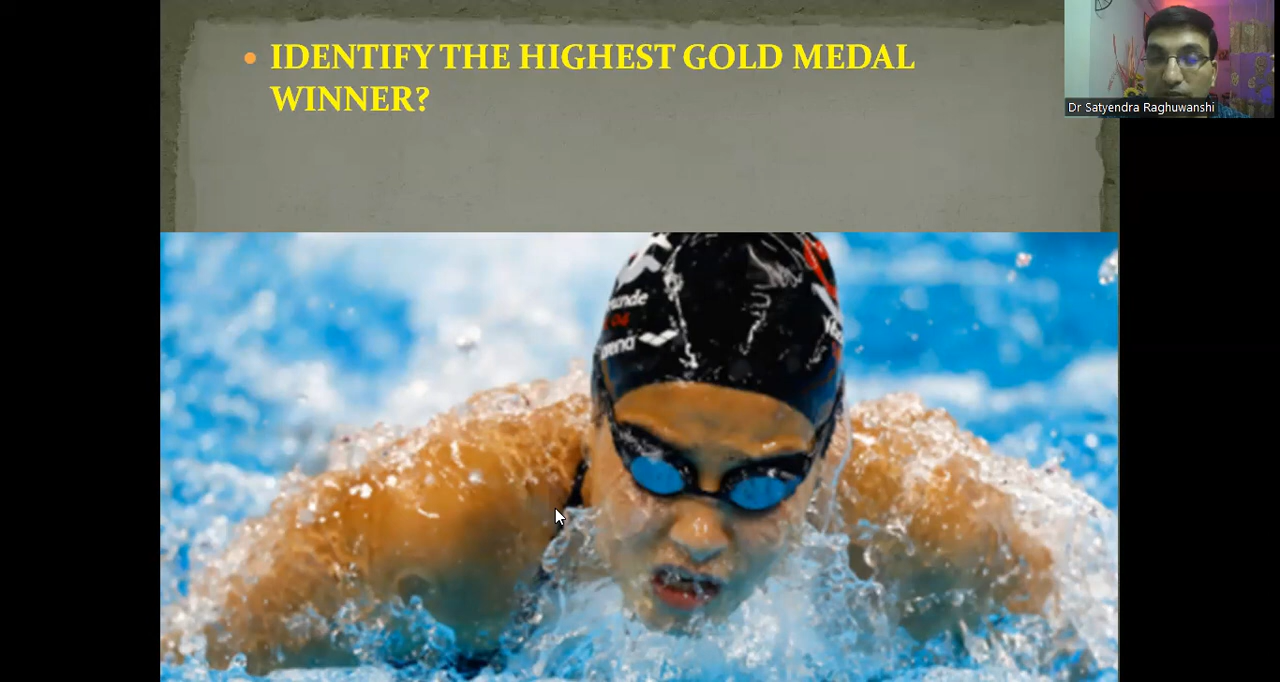 • IDENTIFY THE HIGHEST GOLD MEDAL
WINNER?
Dr Satyendra Raghuwanshi
arena